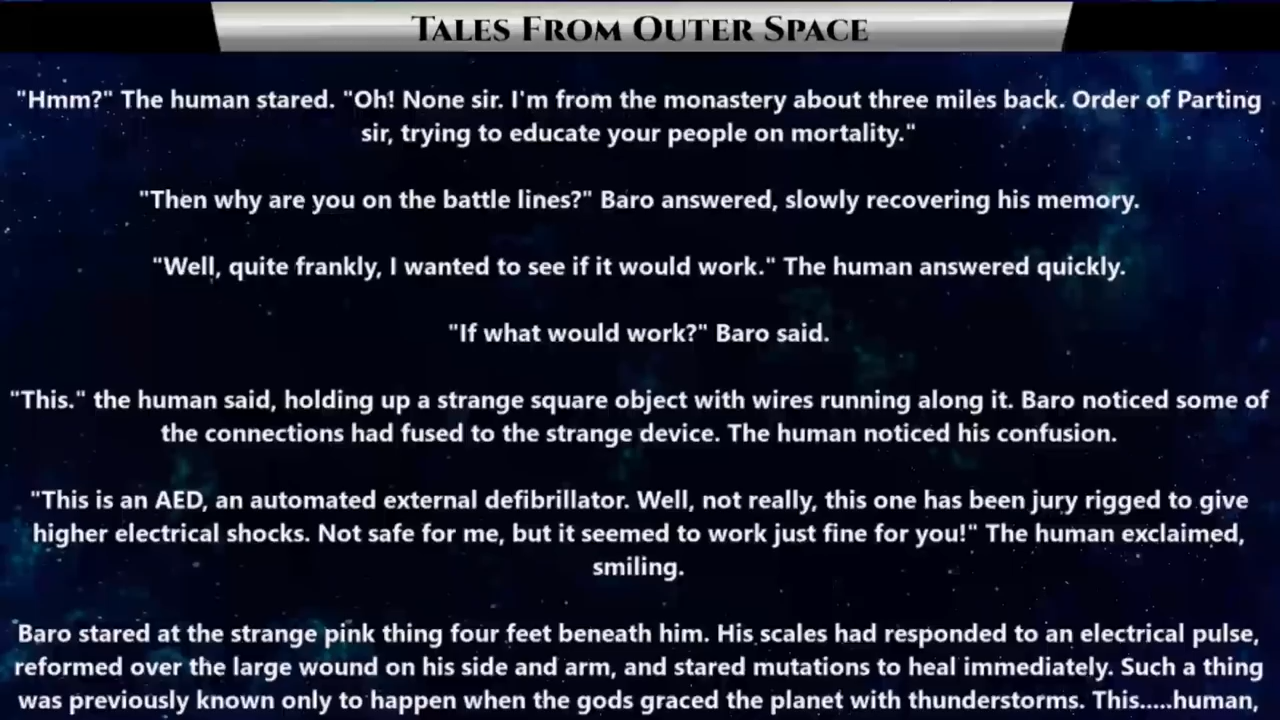 Tales From Outer Space
"Hmm?" The human stared. "Oh! None sir. I'm from the monastery about three miles back. Order of Parting
sir, trying to educate your people on mortality."
"Then why are you on the battle lines?" Baro answered, slowly recovering his memory.
"Well, quite frankly, I wanted to see if it would work." The human answered quickly.
"If what would work?" Baro said.
"This." the human said, holding up a strange square object with wires running along it. Baro noticed some of
the connections had fused to the strange device. The human noticed his confusion.
"This is an AED, an automated external defibrillator. Well, not really, this one has been jury rigged to give
higher electrical shocks. Not safe for me, but it seemed to work just fine for you!" The human exclaimed,
smiling.
Baro stared at the strange pink thing four feet beneath him. His scales had responded to an electrical pulse,
reformed over the large wound on his side and arm, and stared mutations to heal immediately. Such a thing
was previously known only to happen when the gods graced the planet with thunderstorms. This.....human,